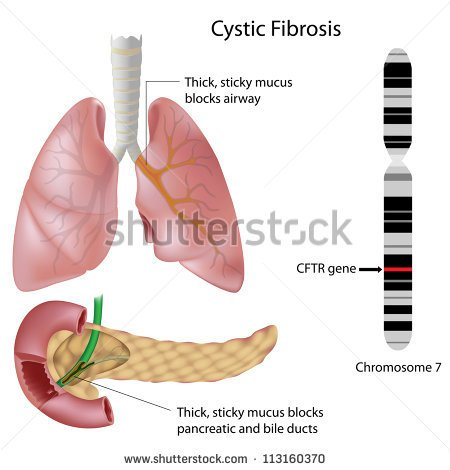 Cystic Fibrosis
Thick, sticky mucus
blocks airway
shutterstock
CFTR gene
Chromosome 7
Thick, sticky mucus blocks
pancreatic and bile ducts
www.shutterstock.com · 113160370